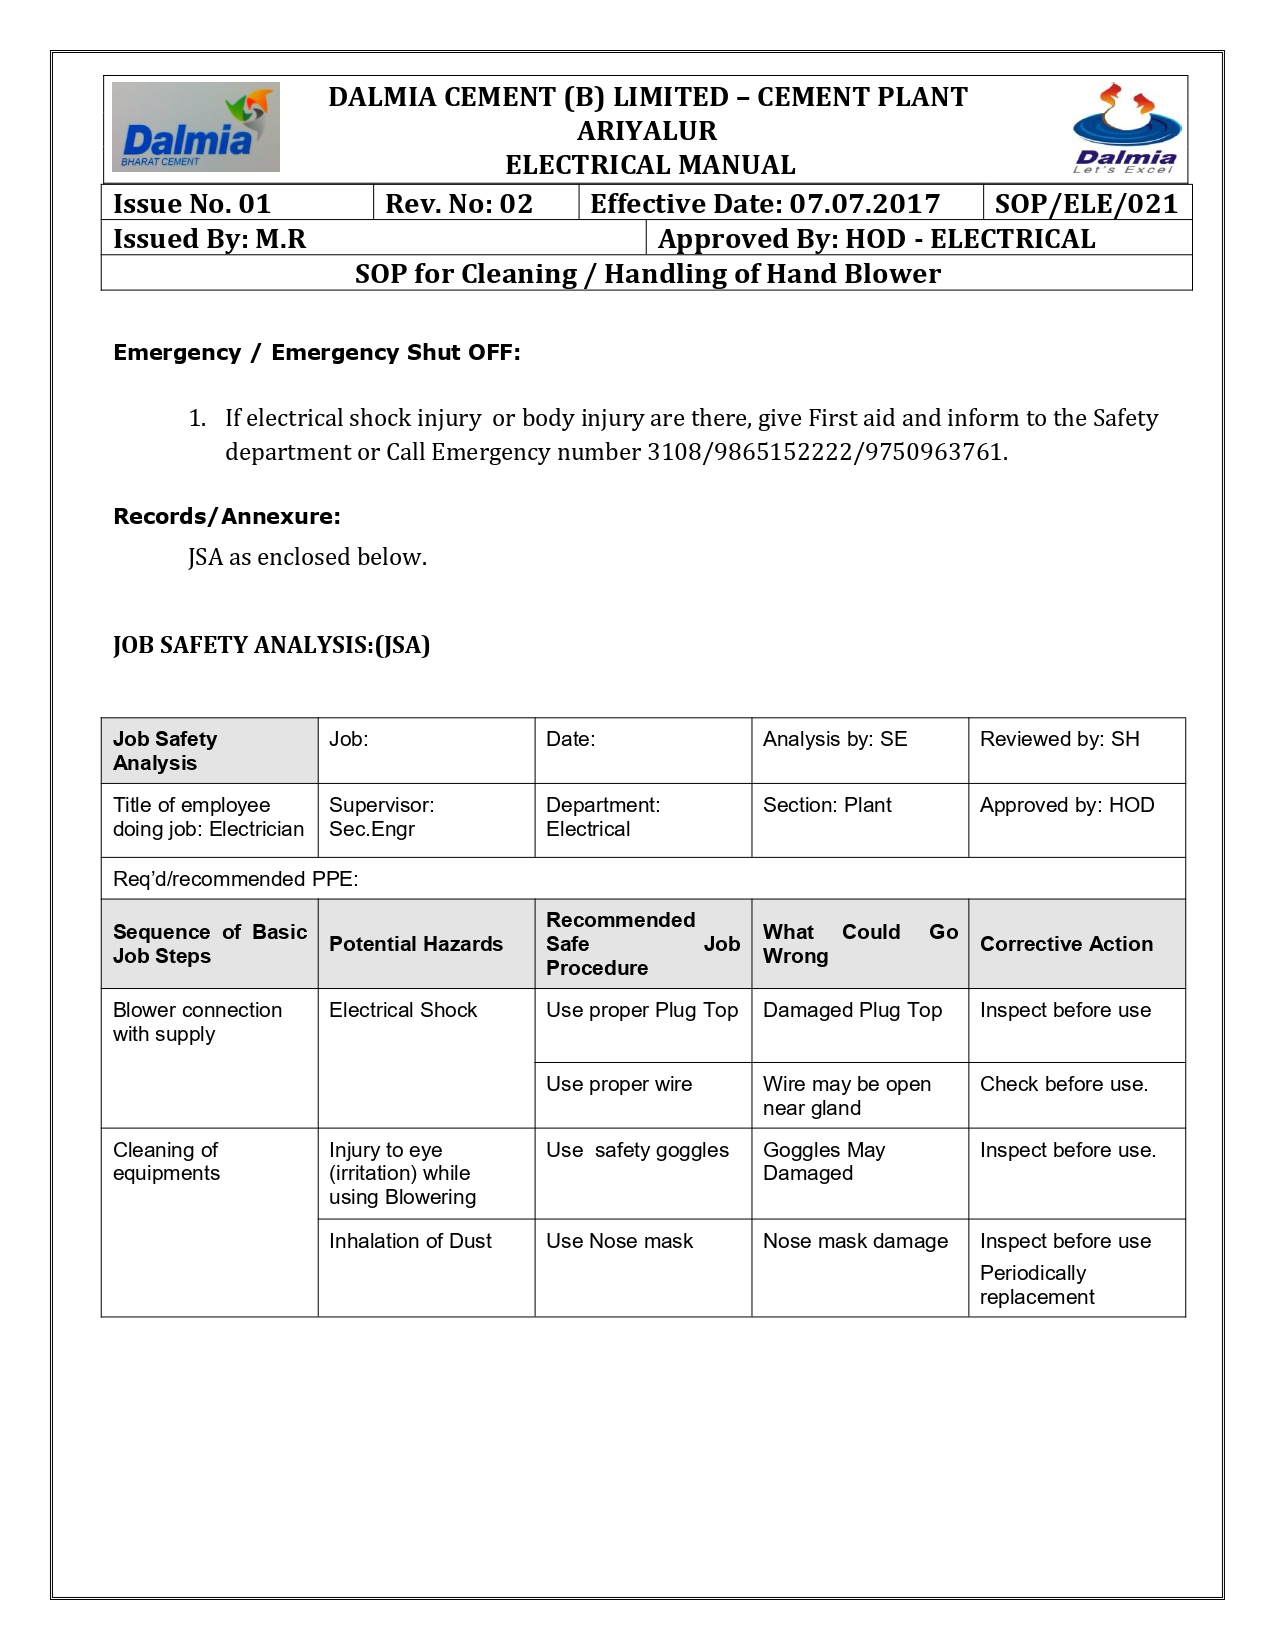 Dalmia
BHARAT CEMENT
DALMIA CEMENT (B) LIMITED – CEMENT PLANT
ARIYALUR
ELECTRICAL MANUAL
Dalmia
Let's Excel
Issue No. 01 Rev. No: 02 Effective Date: 07.07.2017 SOP/ELE/021
Issued By: M.R Approved By: HOD - ELECTRICAL
SOP for Cleaning / Handling of Hand Blower
Emergency / Emergency Shut OFF:
1. If electrical shock injury or body injury are there, give First aid and inform to the Safety
department or Call Emergency number 3108/9865152222/9750963761.
Records/Annexure:
JSA as enclosed below.
JOB SAFETY ANALYSIS:(JSA)
Job Safety
Analysis
Job:
Date:
Analysis by: SE
Reviewed by: SH
Title of employee
doing job: Electrician
Supervisor:
Sec.Engr
Department:
Electrical
Section: Plant
Approved by: HOD
Req’d/recommended PPE:
Sequence of Basic
Job Steps
Potential Hazards
Recommended
Safe Job
Procedure
What Could Go
Wrong
Corrective Action
Blower connection
with supply
Electrical Shock
Use proper Plug Top
Damaged Plug Top
Inspect before use
Use proper wire
Wire may be open
near gland
Check before use.
Cleaning of
equipments
Injury to eye
(irritation) while
using Blowering
Use safety goggles
Goggles May
Damaged
Inspect before use.
Inhalation of Dust
Use Nose mask
Nose mask damage
Inspect before use
Periodically
replacement